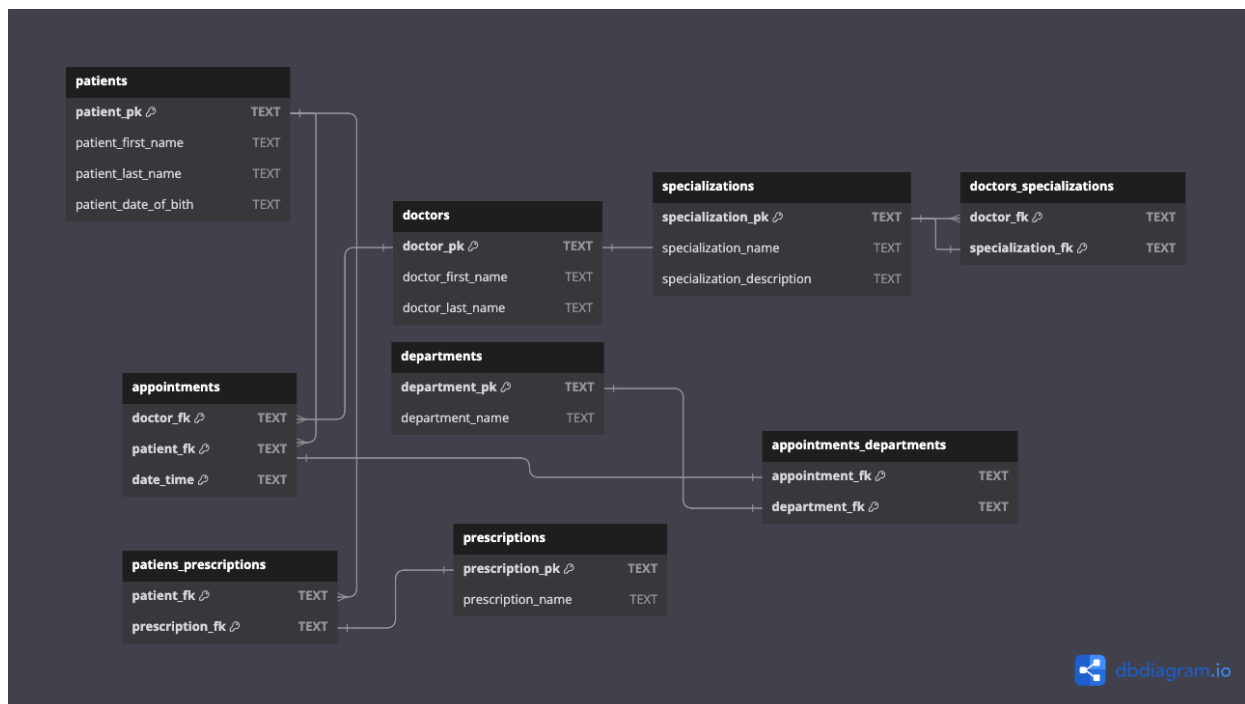 patients
patient_pk TEXT
patient_first_name TEXT
patient_last_name TEXT
patient_date_of_bith TEXT
doctors
doctor_pk TEXT
doctor_first_name TEXT
doctor_last_name TEXT
specializations
specialization_pk TEXT
specialization_name TEXT
specialization_description TEXT
doctors_specializations
doctor_fk TEXT
specialization_fk TEXT
departments
department_pk TEXT
department_name TEXT
appointments
doctor_fk TEXT
patient_fk TEXT
date_time TEXT
appointments_departments
appointment_fk TEXT
department_fk TEXT
prescriptions
prescription_pk TEXT
prescription_name TEXT
patiens_prescriptions
patient_fk TEXT
prescription_fk TEXT
dbdiagram.io